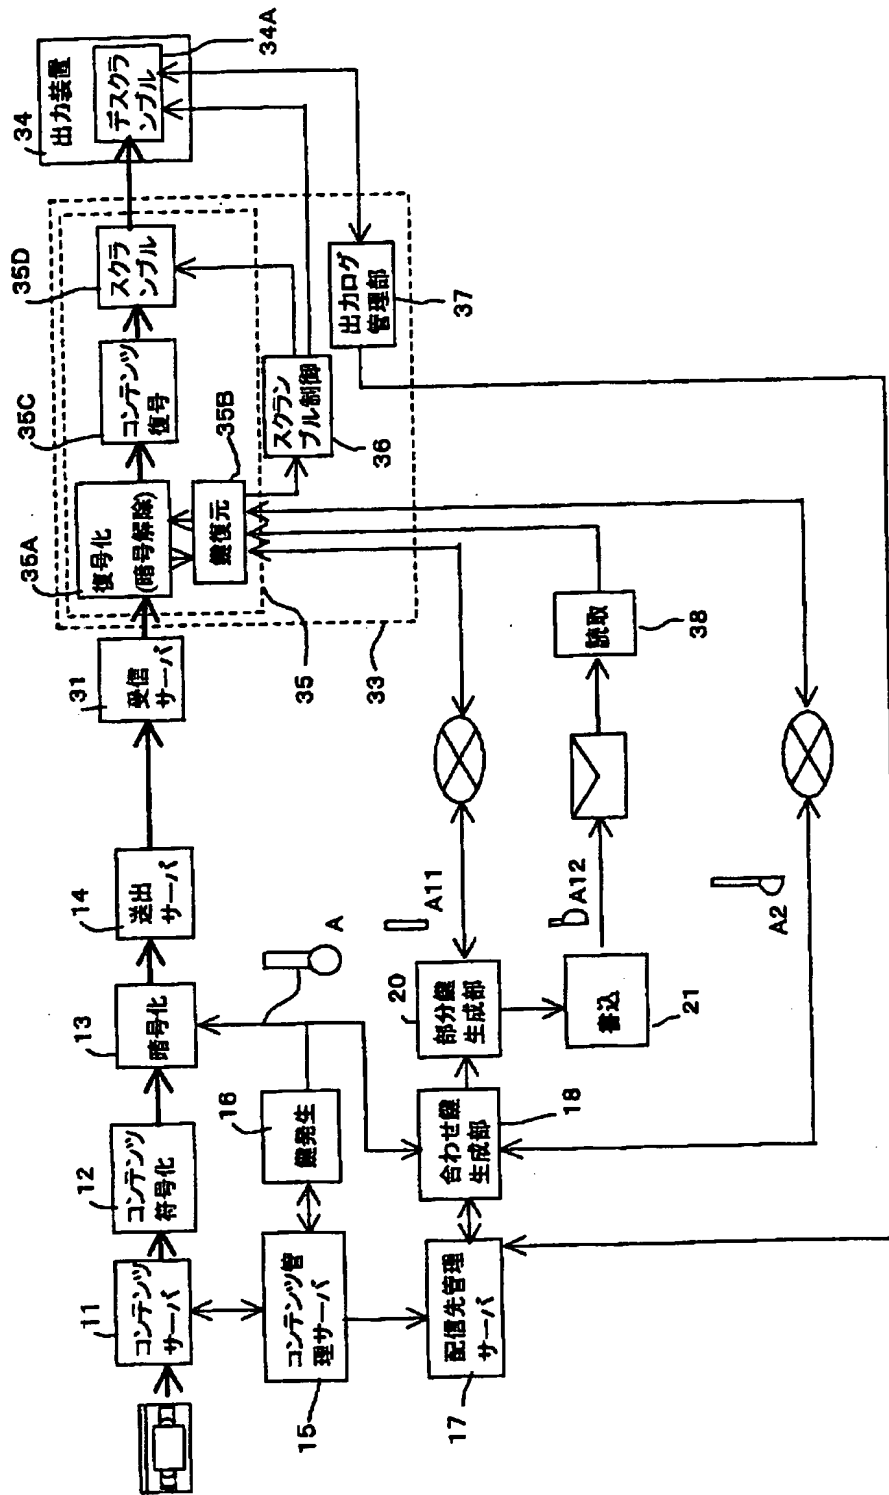 11
コンテンツ
サーバ
12
コンテンツ
符号化
13
暗号化
14
送出
サーバ
31
受信
サーバ
35A
復号化
(暗号解除)
35C
コンテンツ
復号
35D
スクラ
ンブル
34
出力装置
デスクラ
ンブル
34A
15
コンテンツ管
理サーバ
16
鍵発生
A
35B
鍵復元
スクラン
ブル制御
36
出力ログ
管理部
37
35
33
17
配信先管理
サーバ
18
合わせ鍵
生成部
20
部分鍵
生成部
A11
21
書込
A12
読取
38
A2